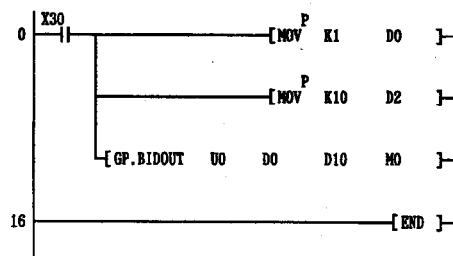 X30
0
[MOV P K1 D0 ]
[MOV P K10 D2 ]
[GP.BIDOUT U0 D0 D10 M0 ]
16
[END ]